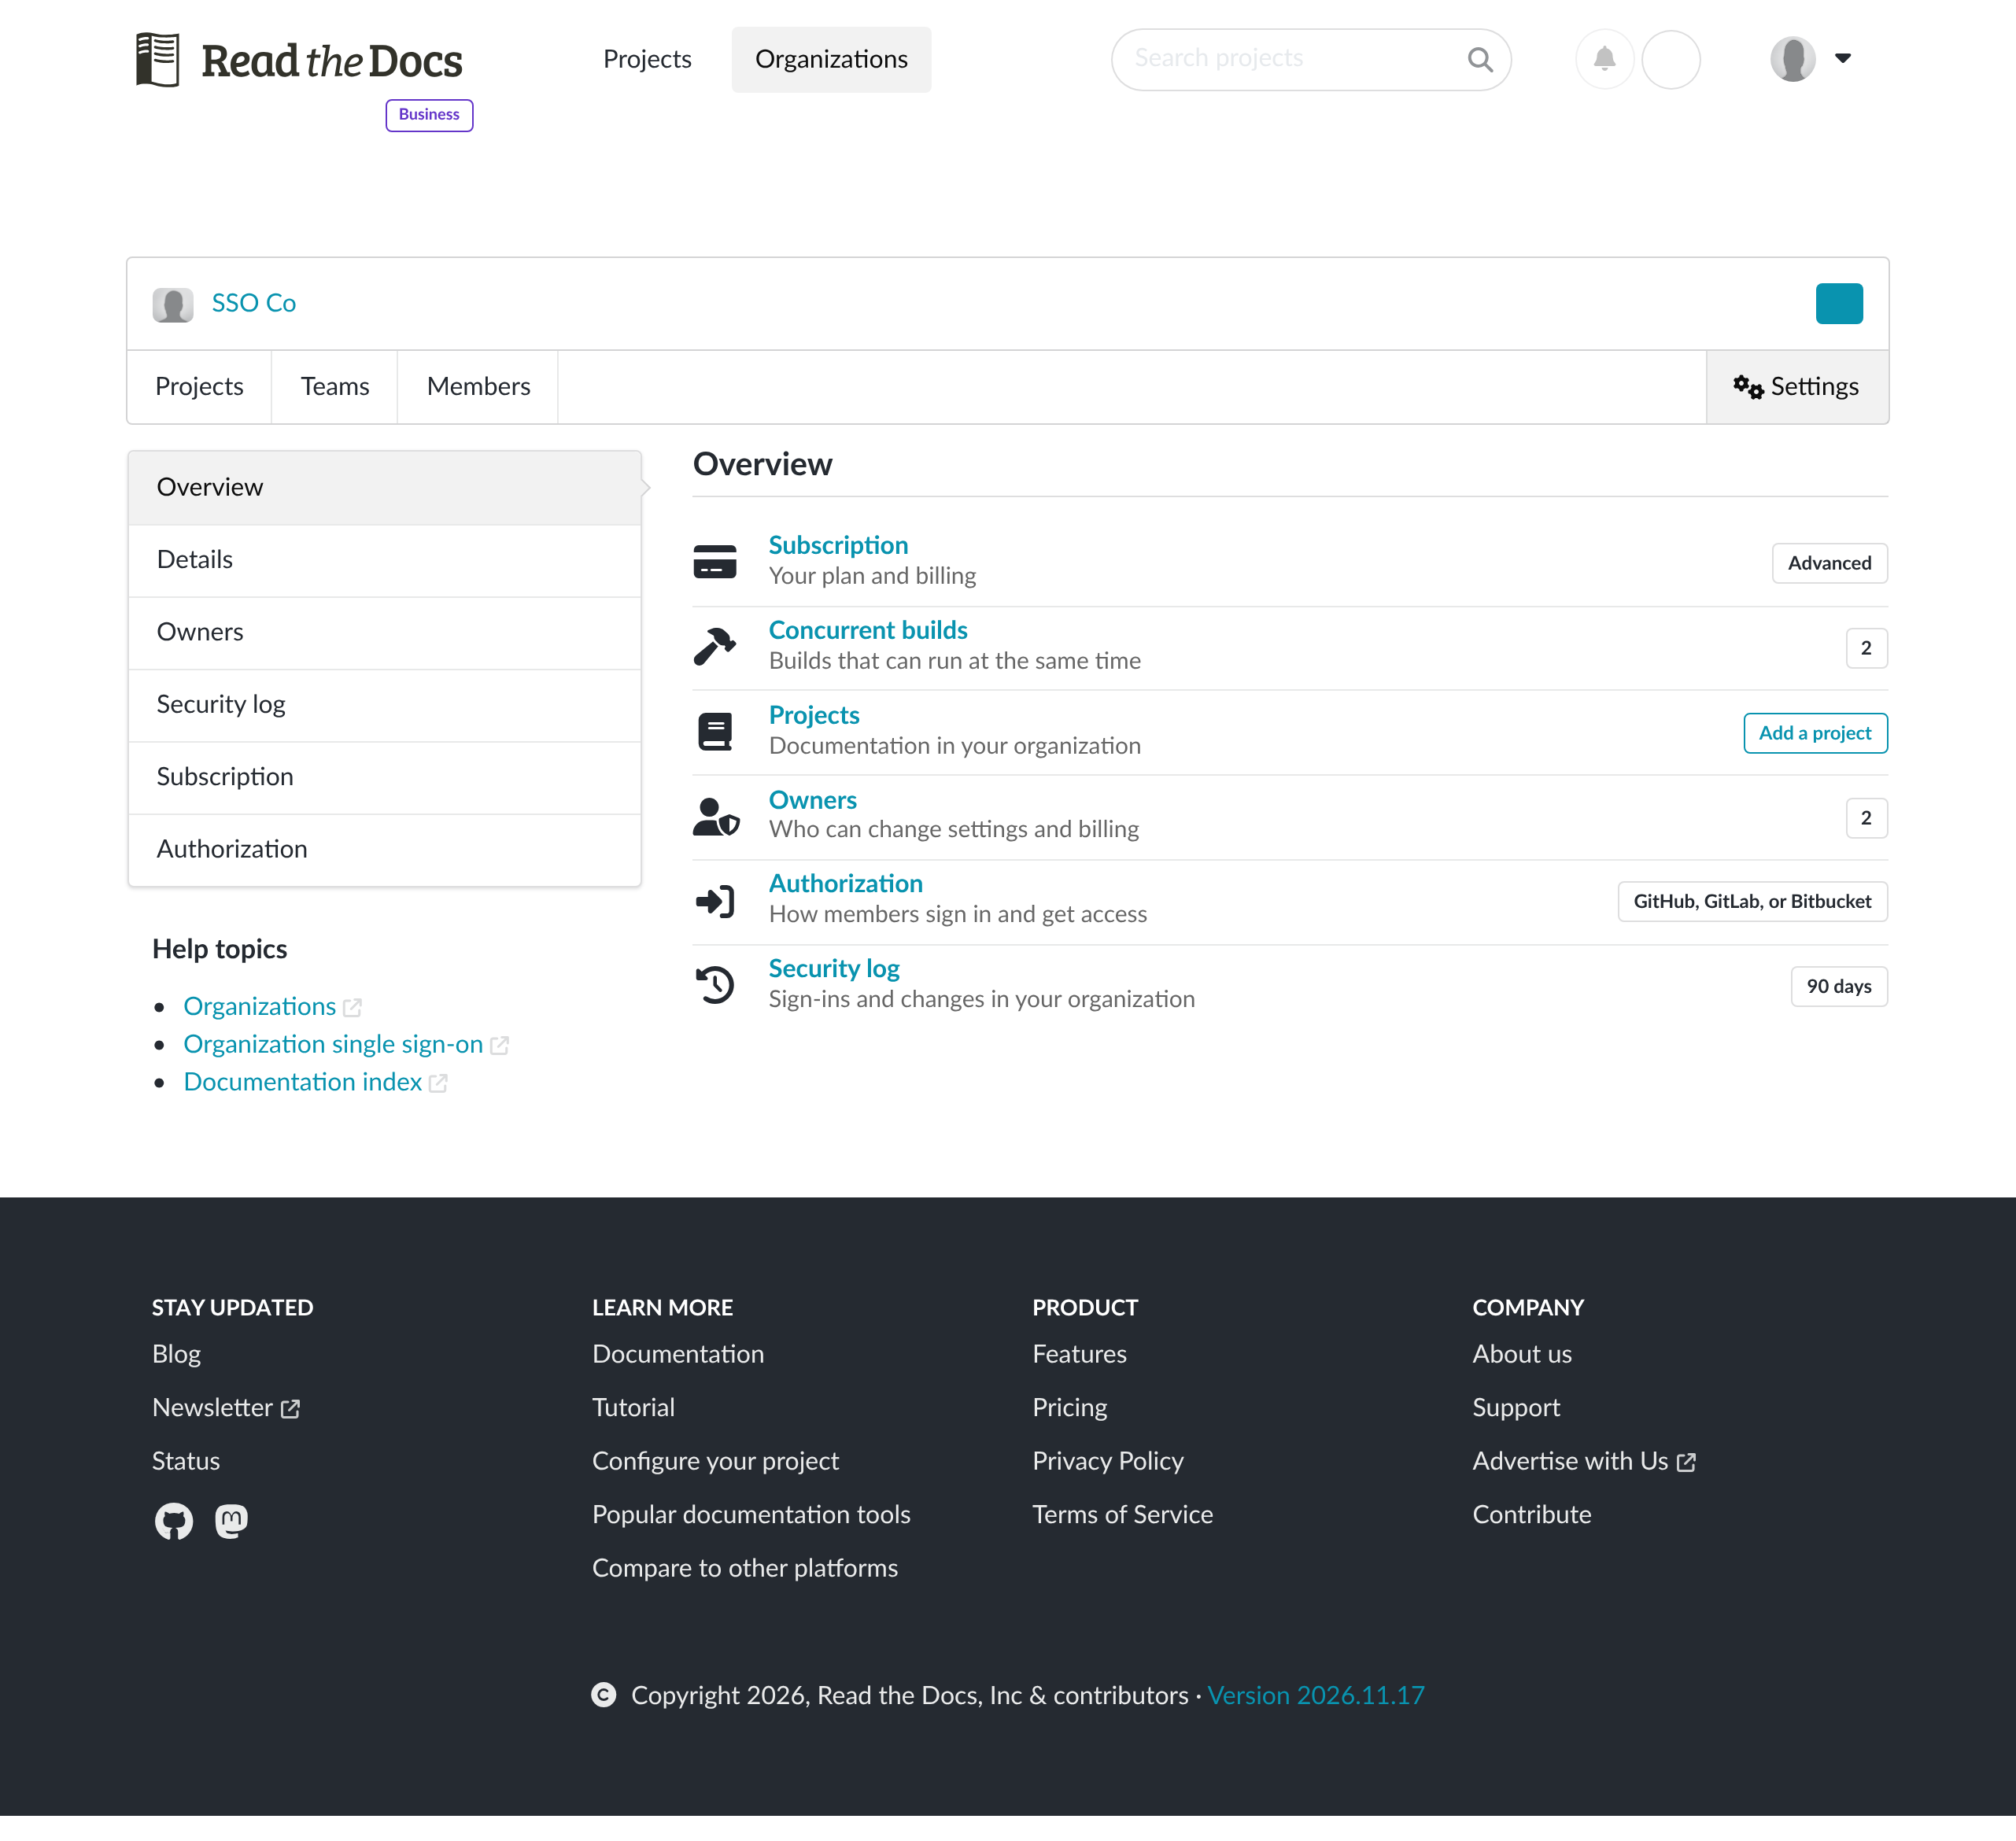 Read the Docs
Business
Projects
Organizations
Search projects
SSO Co
Projects
Teams
Members
Settings
Overview
Details
Owners
Security log
Subscription
Authorization
Help topics
Organizations
Organization single sign-on
Documentation index
Overview
Subscription
Your plan and billing
Advanced
Concurrent builds
Builds that can run at the same time
2
Projects
Documentation in your organization
Add a project
Owners
Who can change settings and billing
2
Authorization
How members sign in and get access
GitHub, GitLab, or Bitbucket
Security log
Sign-ins and changes in your organization
90 days
STAY UPDATED
Blog
Newsletter
Status
LEARN MORE
Documentation
Tutorial
Configure your project
Popular documentation tools
Compare to other platforms
PRODUCT
Features
Pricing
Privacy Policy
Terms of Service
COMPANY
About us
Support
Advertise with Us
Contribute
Copyright 2026, Read the Docs, Inc & contributors · Version 2026.11.17